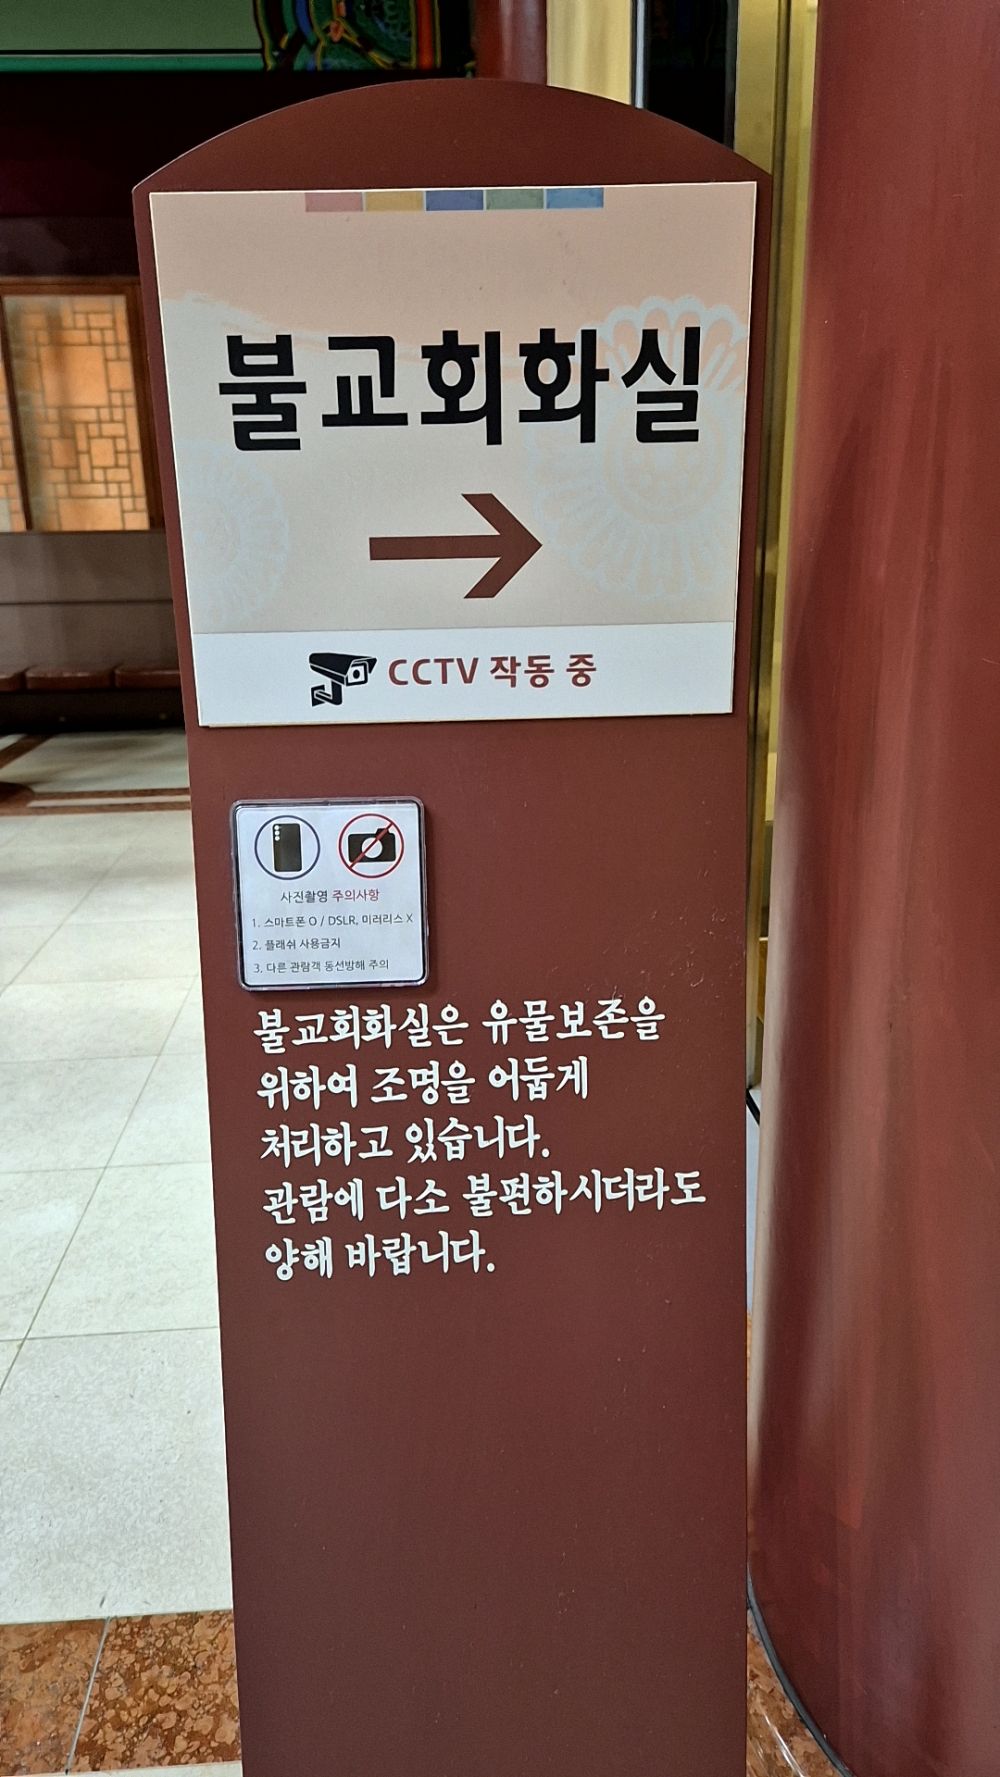 불교회화실
CCTV 작동 중
사진촬영 주의사항
1. 스마트폰 O / DSLR, 미러리스 X
2. 플래쉬 사용금지
3. 다른 관람객 동선방해 주의
불교회화실은 유물보존을
위하여 조명을 어둡게
처리하고 있습니다.
관람에 다소 불편하시더라도
양해 바랍니다.